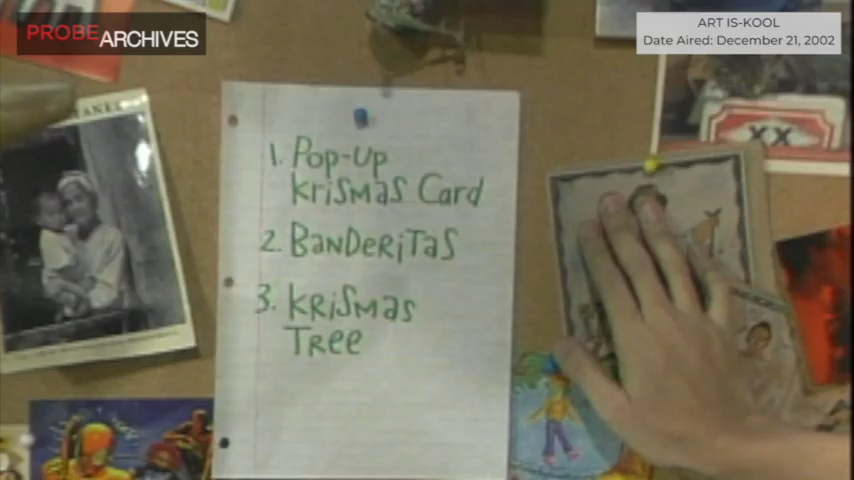 PROBE ARCHIVES
ART IS-KOOL
Date Aired: December 21, 2002
XX
1. Pop-Up
Krismas Card
2. Banderitas
3. Krismas
Tree